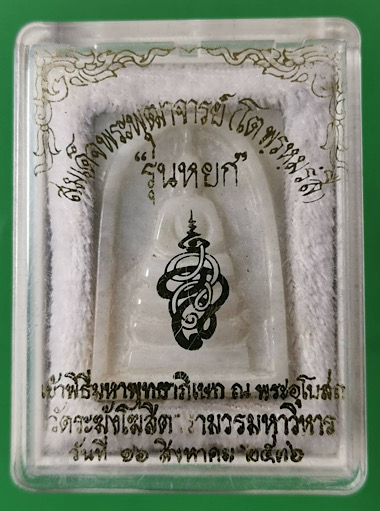 สมเด็จพระพุฒาจารย์ (โต พฺรหฺมรํสี)
"รุ่นหยก"
เข้าพิธีมหาพุทธาภิเษก ณ พระอุโบสถ
วัดระฆังโฆสิตารามวรมหาวิหาร
วันที่ ๑๖ สิงหาคม ๒๕๓๖